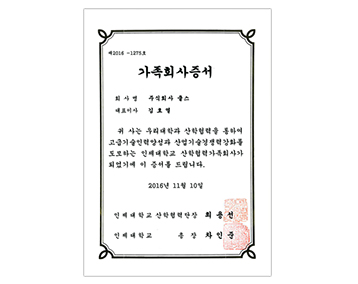 제2016 -1275호
가족회사증서
회 사 명 주식회사 솔스
대표이사 김 효 영
귀 사는 우리대학과 산학협력을 통하여
고급기술인력양성과 산업기술경쟁력강화를
도모하는 인제대학교 산학협력가족회사가
되었기에 이 증서를 드립니다.
2016년 11월 10일
인제대학교 산학협력단장 최 용 선
인제대학교 총 장 차 인 준